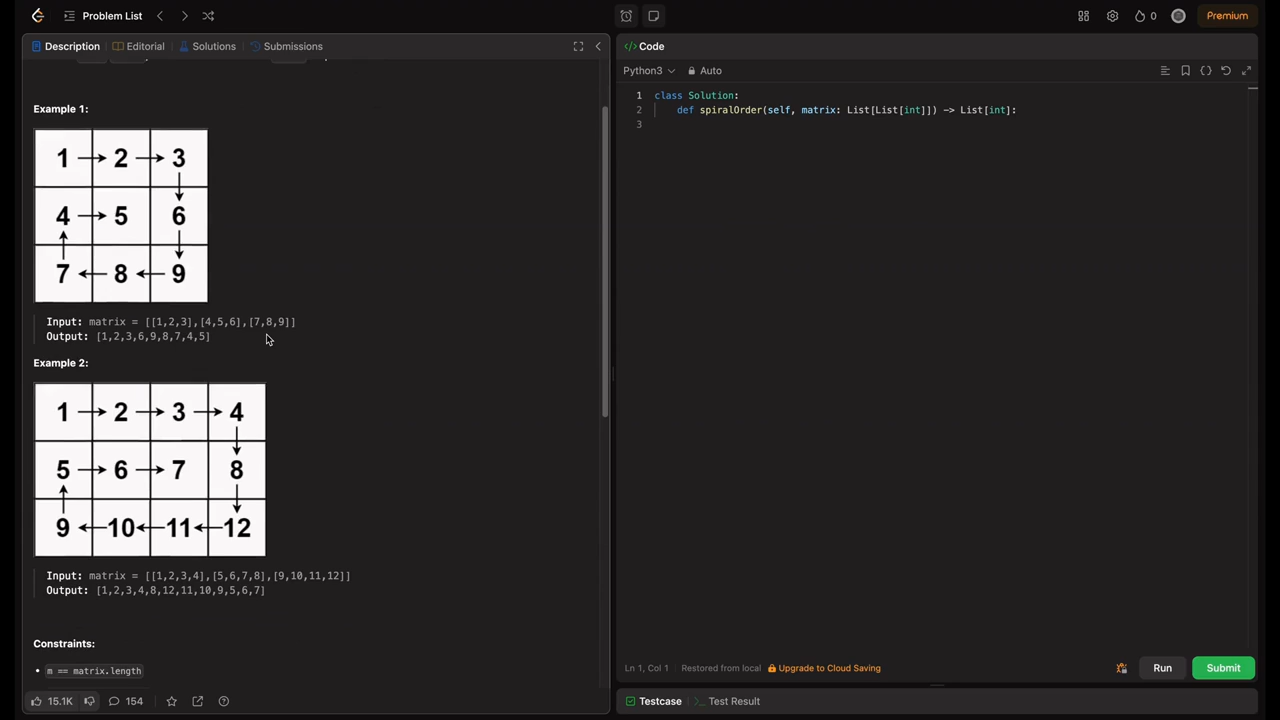 Problem List
0
Premium
Description
Editorial
Solutions
Submissions
Example 1:
1 2 3
4 5 6
7 8 9
Input: matrix = [[1,2,3],[4,5,6],[7,8,9]]
Output: [1,2,3,6,9,8,7,4,5]
Example 2:
1 2 3 4
5 6 7 8
9 10 11 12
Input: matrix = [[1,2,3,4],[5,6,7,8],[9,10,11,12]]
Output: [1,2,3,4,8,12,11,10,9,5,6,7]
Constraints:
m == matrix.length
15.1K
154
</> Code
Python3
Auto
1 class Solution:
2 def spiralOrder(self, matrix: List[List[int]]) -> List[int]:
3
Ln 1, Col 1
Restored from local
Upgrade to Cloud Saving
Run
Submit
Testcase
Test Result